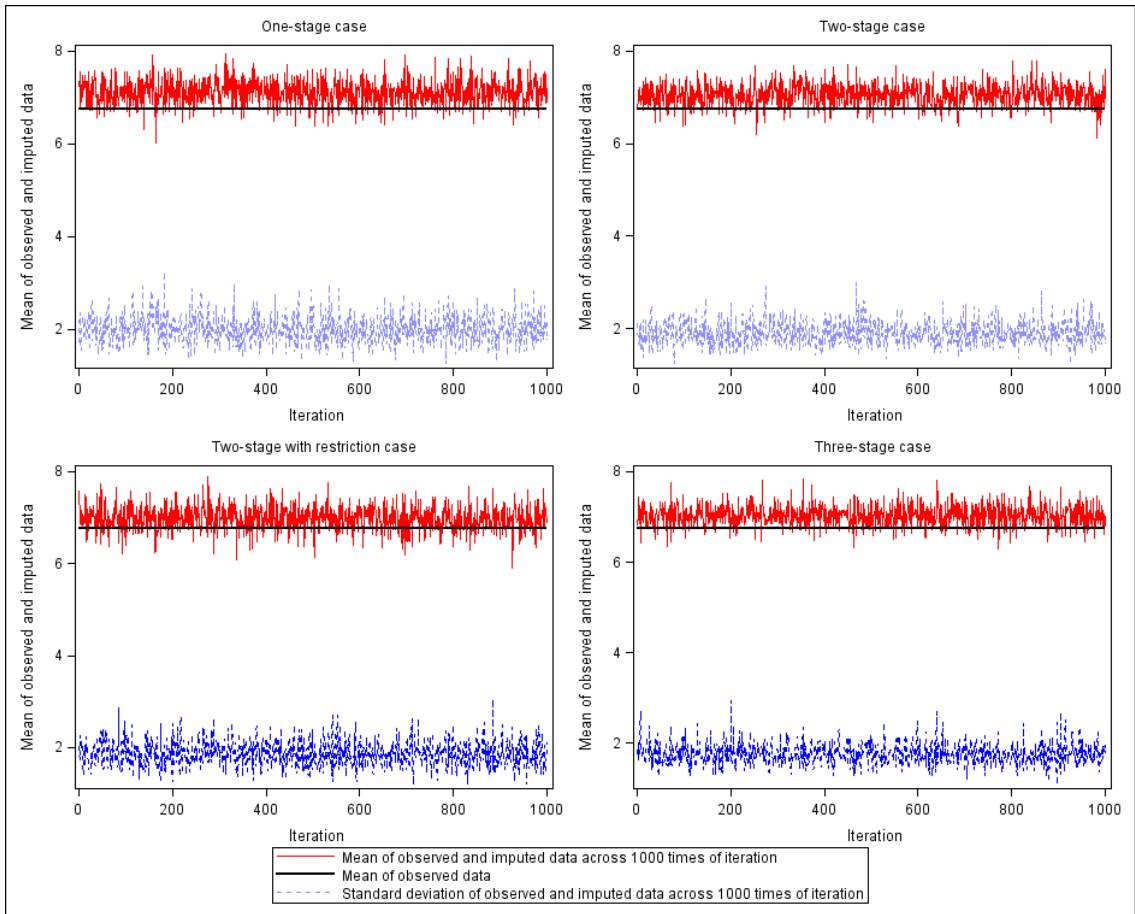 One-stage case
Mean of observed and imputed data
8
6
4
2
0 200 400 600 800 1000
Iteration
Two-stage case
Mean of observed and imputed data
8
6
4
2
0 200 400 600 800 1000
Iteration
Two-stage with restriction case
Mean of observed and imputed data
8
6
4
2
0 200 400 600 800 1000
Iteration
Three-stage case
Mean of observed and imputed data
8
6
4
2
0 200 400 600 800 1000
Iteration
Mean of observed and imputed data across 1000 times of iteration
Mean of observed data
Standard deviation of observed and imputed data across 1000 times of iteration